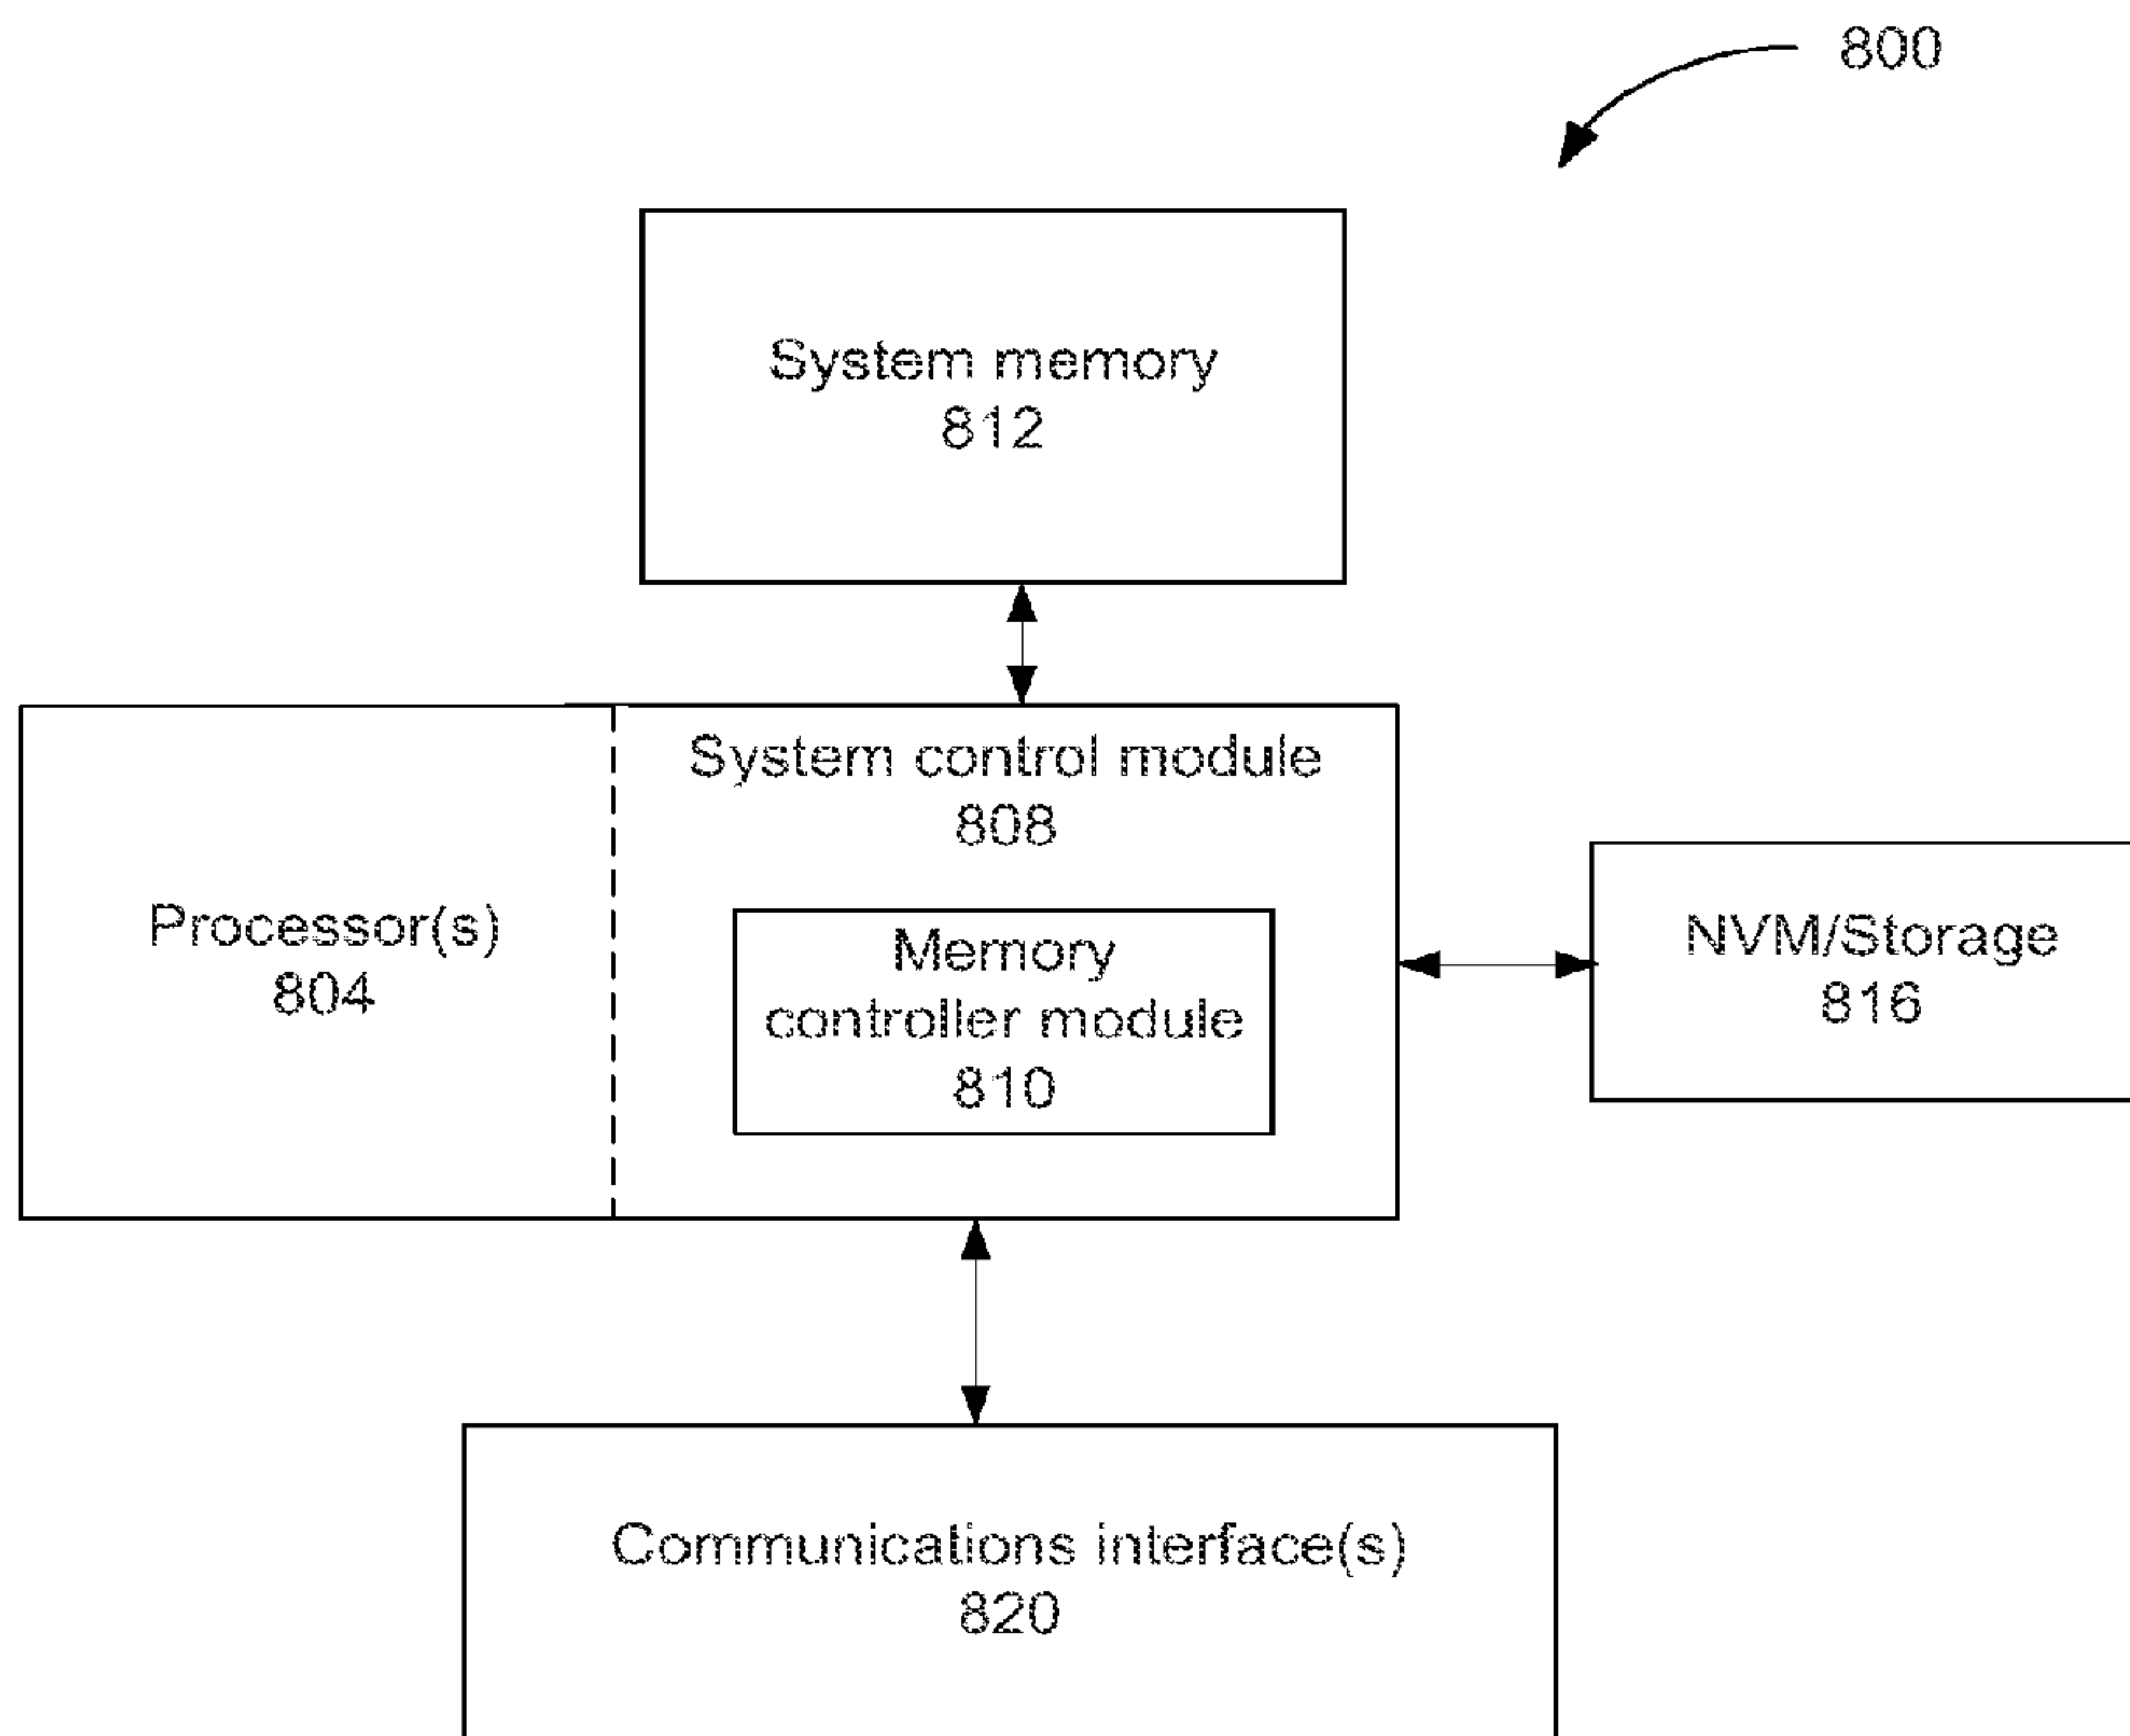 800
System memory
812
System control module
808
Processor(s)
804
Memory
controller module
810
NVM/Storage
816
Communications interface(s)
820